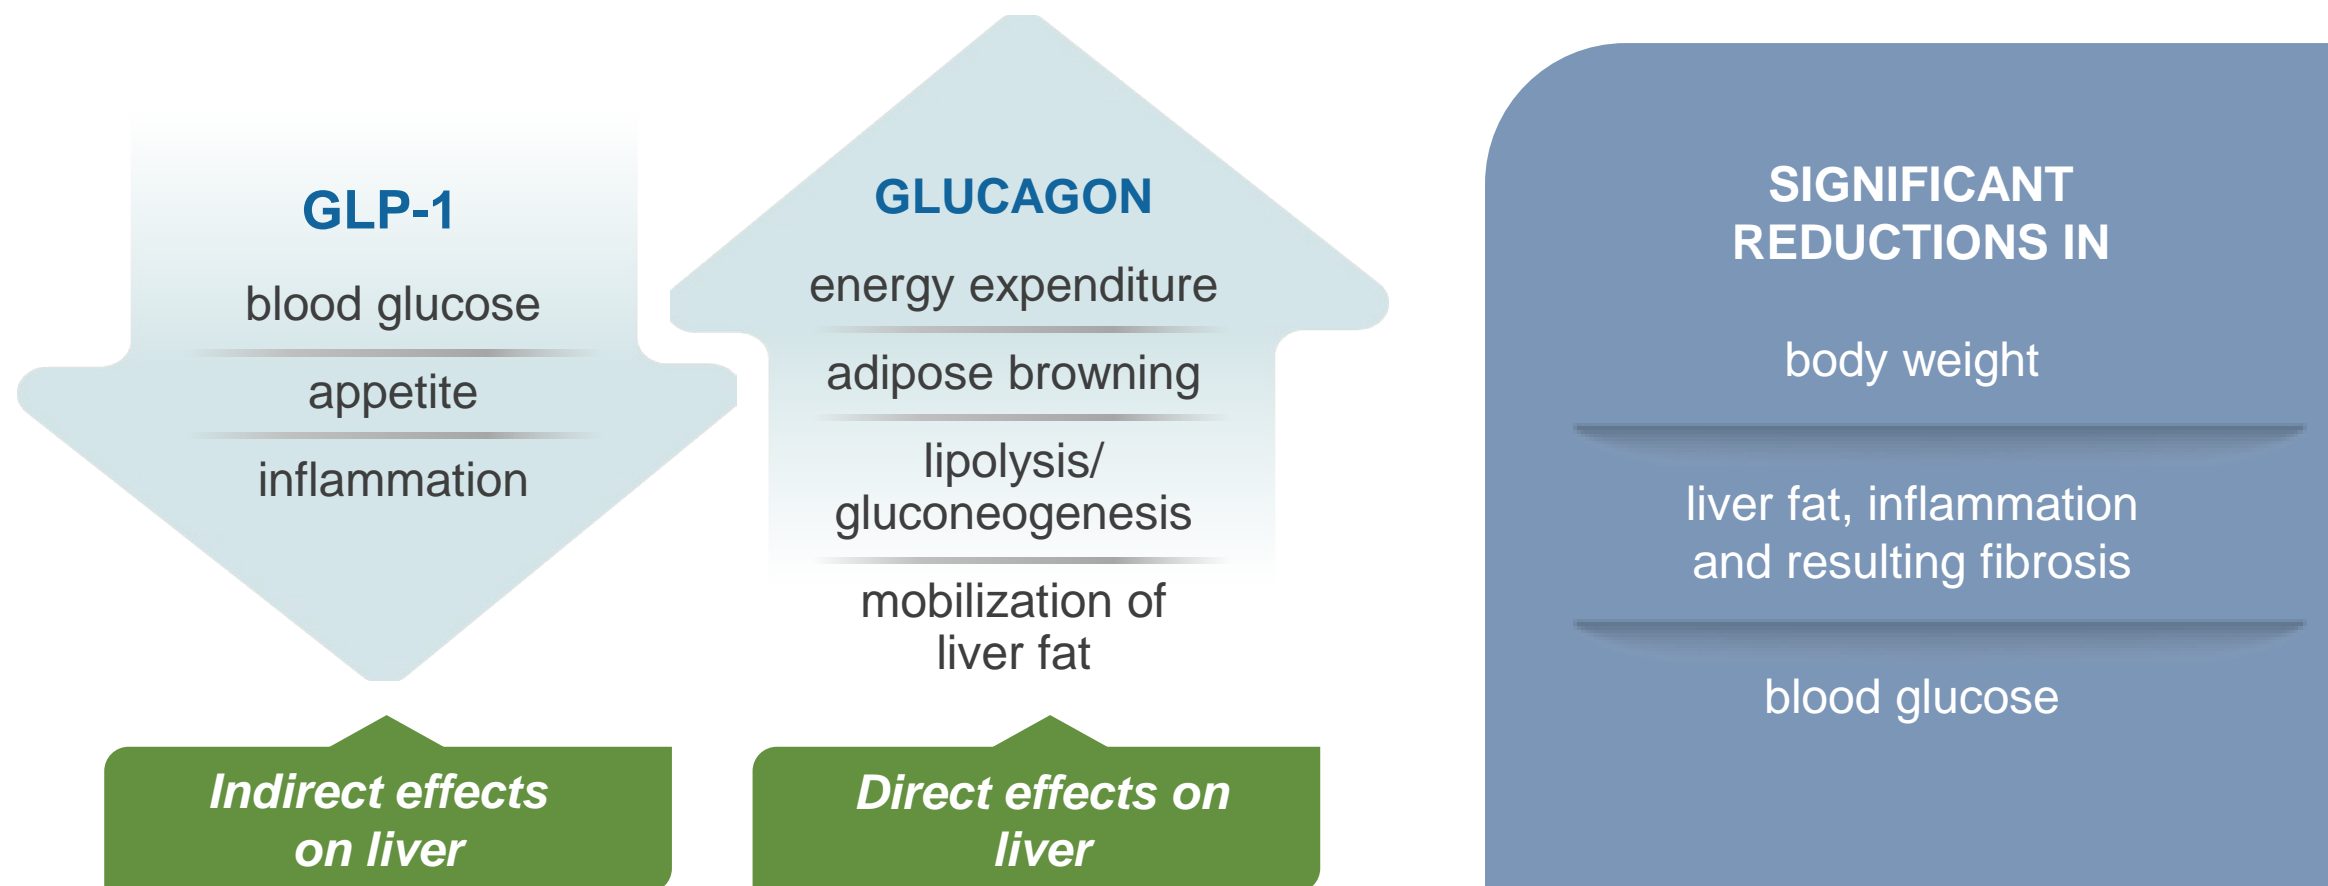 GLP-1
blood glucose
appetite
inflammation
Indirect effects
on liver
GLUCAGON
energy expenditure
adipose browning
lipolysis/
gluconeogenesis
mobilization of
liver fat
Direct effects on
liver
SIGNIFICANT
REDUCTIONS IN
body weight
liver fat, inflammation
and resulting fibrosis
blood glucose